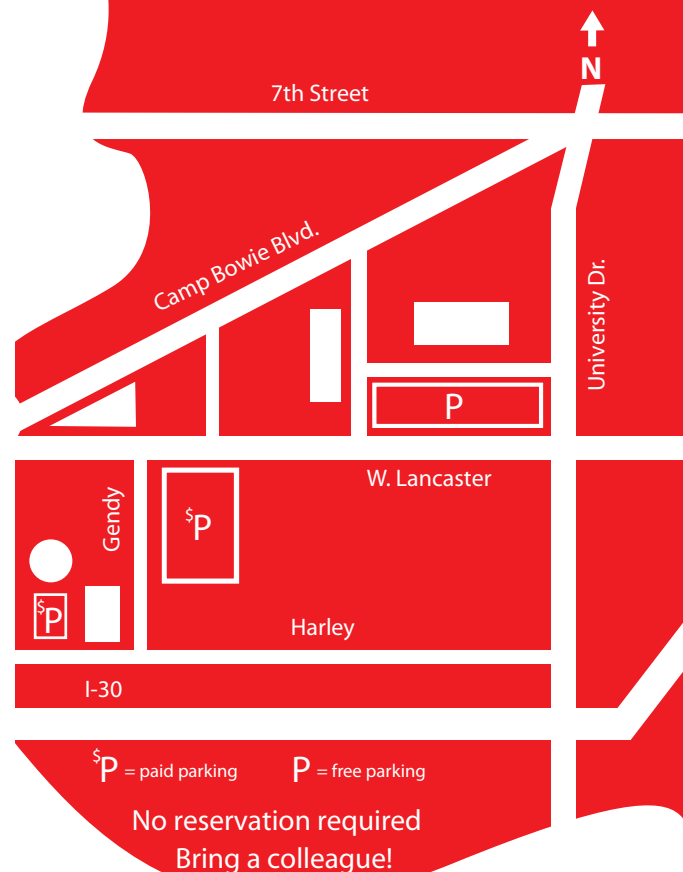 N
7th Street
Camp Bowie Blvd.
University Dr.
P
W. Lancaster
Gendy
$P
$P
Harley
I-30
$P = paid parking
P = free parking
No reservation required
Bring a colleague!